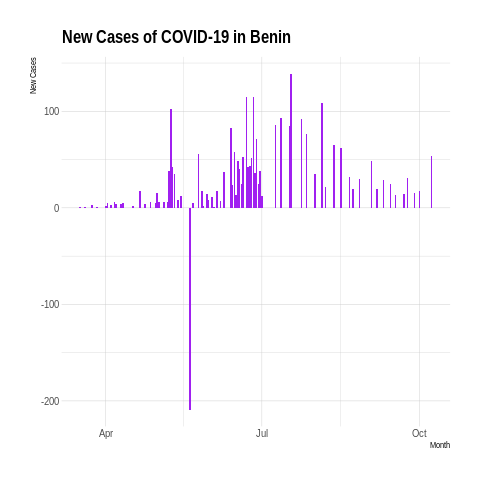 New Cases of COVID-19 in Benin
New Cases
100
0
-100
-200
Apr
Jul
Oct
Month